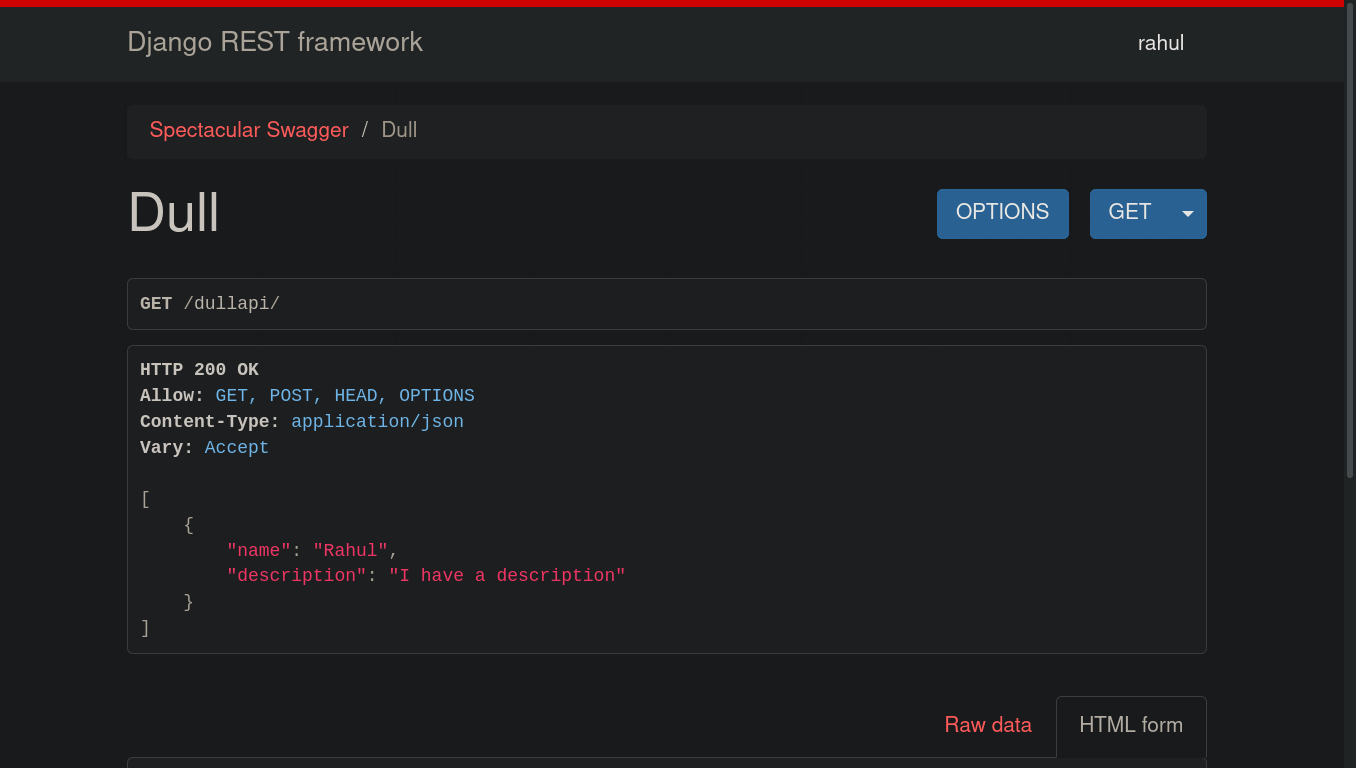 Django REST framework
rahul
Spectacular Swagger / Dull
Dull
OPTIONS
GET
GET /dullapi/
HTTP 200 OK
Allow: GET, POST, HEAD, OPTIONS
Content-Type: application/json
Vary: Accept
[
    {
        "name": "Rahul",
        "description": "I have a description"
    }
]
Raw data
HTML form